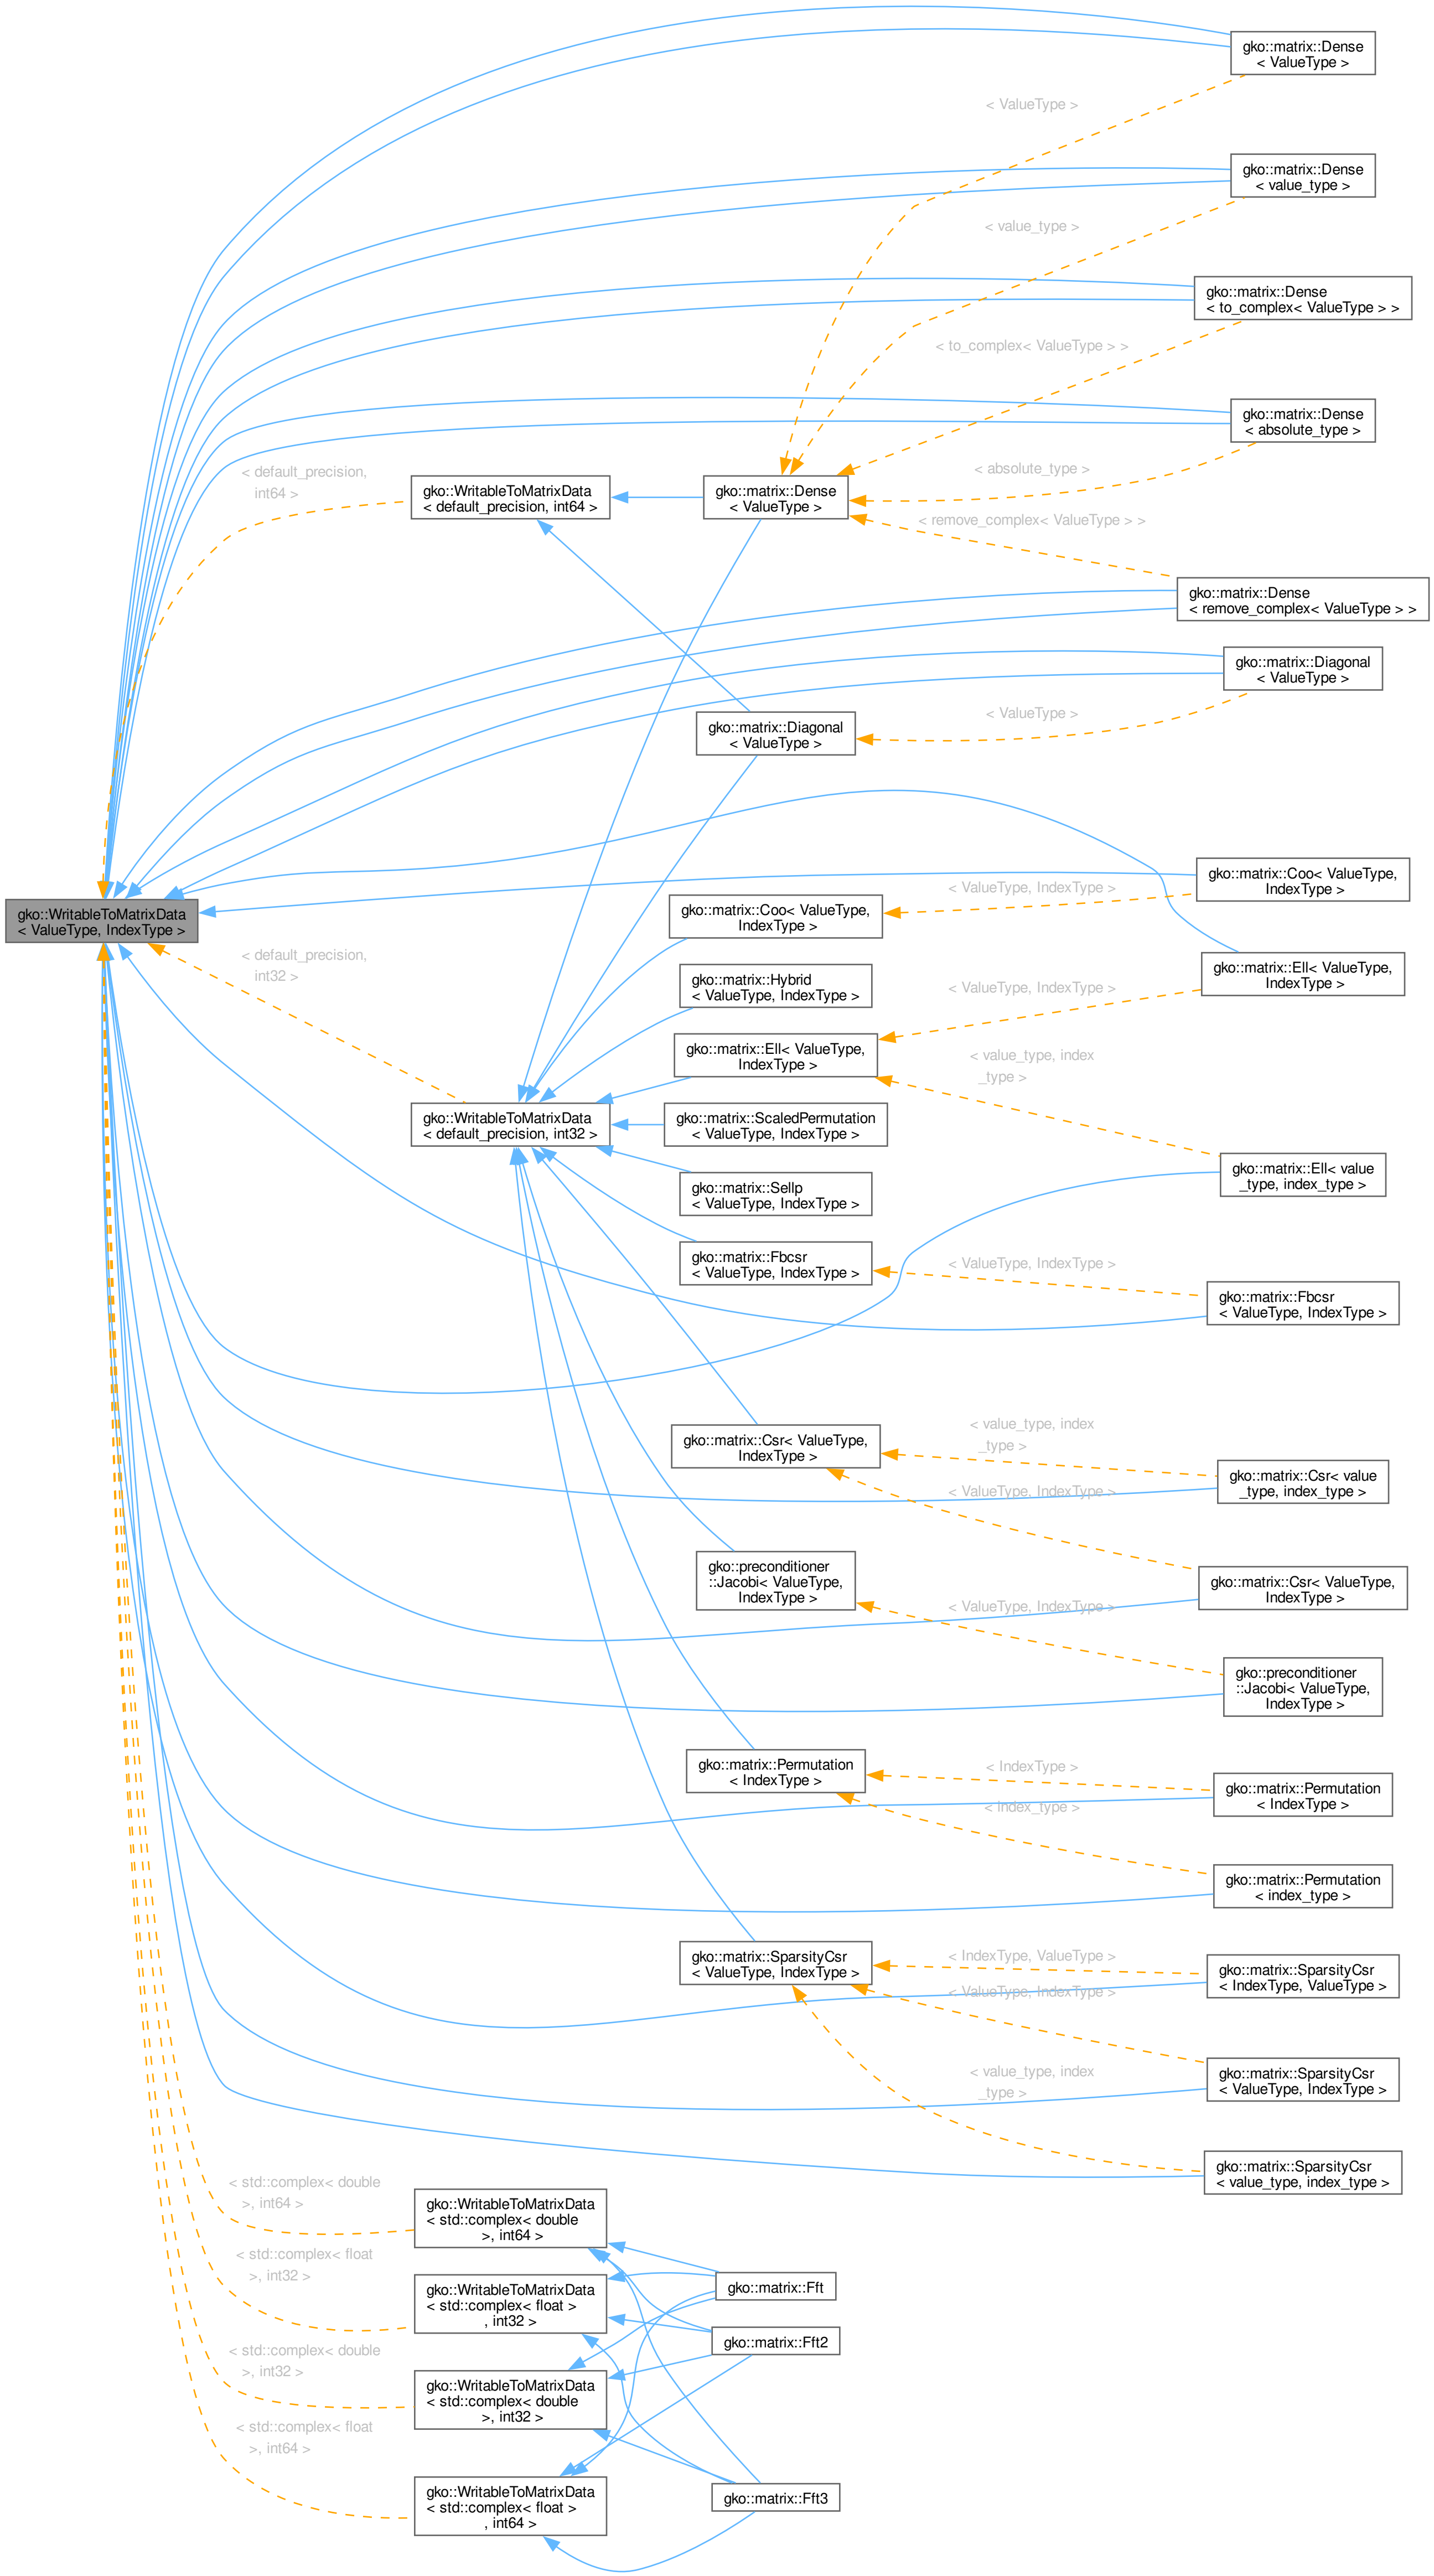 gko::matrix::Dense
< ValueType >
< ValueType >
gko::matrix::Dense
< value_type >
< value_type >
gko::matrix::Dense
< to_complex< ValueType > >
< to_complex< ValueType > >
gko::matrix::Dense
< absolute_type >
< default_precision,
int64 >
gko::WritableToMatrixData
< default_precision, int64 >
gko::matrix::Dense
< ValueType >
< absolute_type >
< remove_complex< ValueType > >
gko::matrix::Dense
< remove_complex< ValueType > >
gko::matrix::Diagonal
< ValueType >
gko::matrix::Diagonal
< ValueType >
< ValueType >
gko::WritableToMatrixData
< ValueType, IndexType >
gko::matrix::Coo< ValueType,
IndexType >
< ValueType, IndexType >
gko::matrix::Coo< ValueType,
IndexType >
< default_precision,
int32 >
gko::matrix::Hybrid
< ValueType, IndexType >
gko::matrix::Ell< ValueType,
IndexType >
< ValueType, IndexType >
gko::matrix::Ell< ValueType,
IndexType >
< value_type, index
_type >
gko::WritableToMatrixData
< default_precision, int32 >
gko::matrix::ScaledPermutation
< ValueType, IndexType >
gko::matrix::Ell< value
_type, index_type >
gko::matrix::Sellp
< ValueType, IndexType >
gko::matrix::Fbcsr
< ValueType, IndexType >
< ValueType, IndexType >
gko::matrix::Fbcsr
< ValueType, IndexType >
gko::matrix::Csr< ValueType,
IndexType >
< value_type, index
_type >
gko::matrix::Csr< value
_type, index_type >
< ValueType, IndexType >
gko::preconditioner
::Jacobi< ValueType,
IndexType >
gko::matrix::Csr< ValueType,
IndexType >
< ValueType, IndexType >
gko::preconditioner
::Jacobi< ValueType,
IndexType >
gko::matrix::Permutation
< IndexType >
< IndexType >
gko::matrix::Permutation
< IndexType >
< index_type >
gko::matrix::Permutation
< index_type >
gko::matrix::SparsityCsr
< ValueType, IndexType >
< IndexType, ValueType >
gko::matrix::SparsityCsr
< IndexType, ValueType >
< ValueType, IndexType >
gko::matrix::SparsityCsr
< ValueType, IndexType >
< value_type, index
_type >
gko::matrix::SparsityCsr
< value_type, index_type >
< std::complex< double
>, int64 >
gko::WritableToMatrixData
< std::complex< double
>, int64 >
< std::complex< float
>, int32 >
gko::WritableToMatrixData
< std::complex< float >
, int32 >
gko::matrix::Fft
gko::matrix::Fft2
< std::complex< double
>, int32 >
gko::WritableToMatrixData
< std::complex< double
>, int32 >
< std::complex< float
>, int64 >
gko::WritableToMatrixData
< std::complex< float >
, int64 >
gko::matrix::Fft3